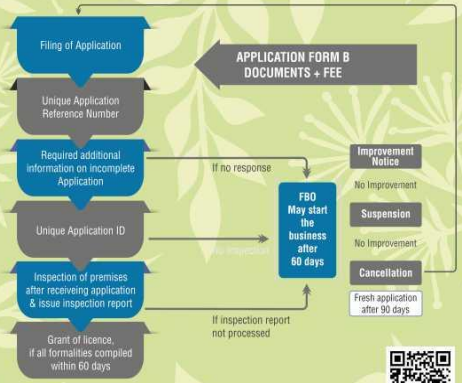 Filing of Application
APPLICATION FORM B
DOCUMENTS + FEE
Unique Application
Reference Number
Required additional
information on incomplete
Application
If no response
Improvement
Notice
No Improvement
FBO
May start
the
business
after
60 days
Suspension
Unique Application ID
No Inspection
No Improvement
Cancellation
Inspection of premises
after receiving application
& issue inspection report
Fresh application
after 90 days
If inspection report
not processed
Grant of licence,
if all formalities compiled
within 60 days